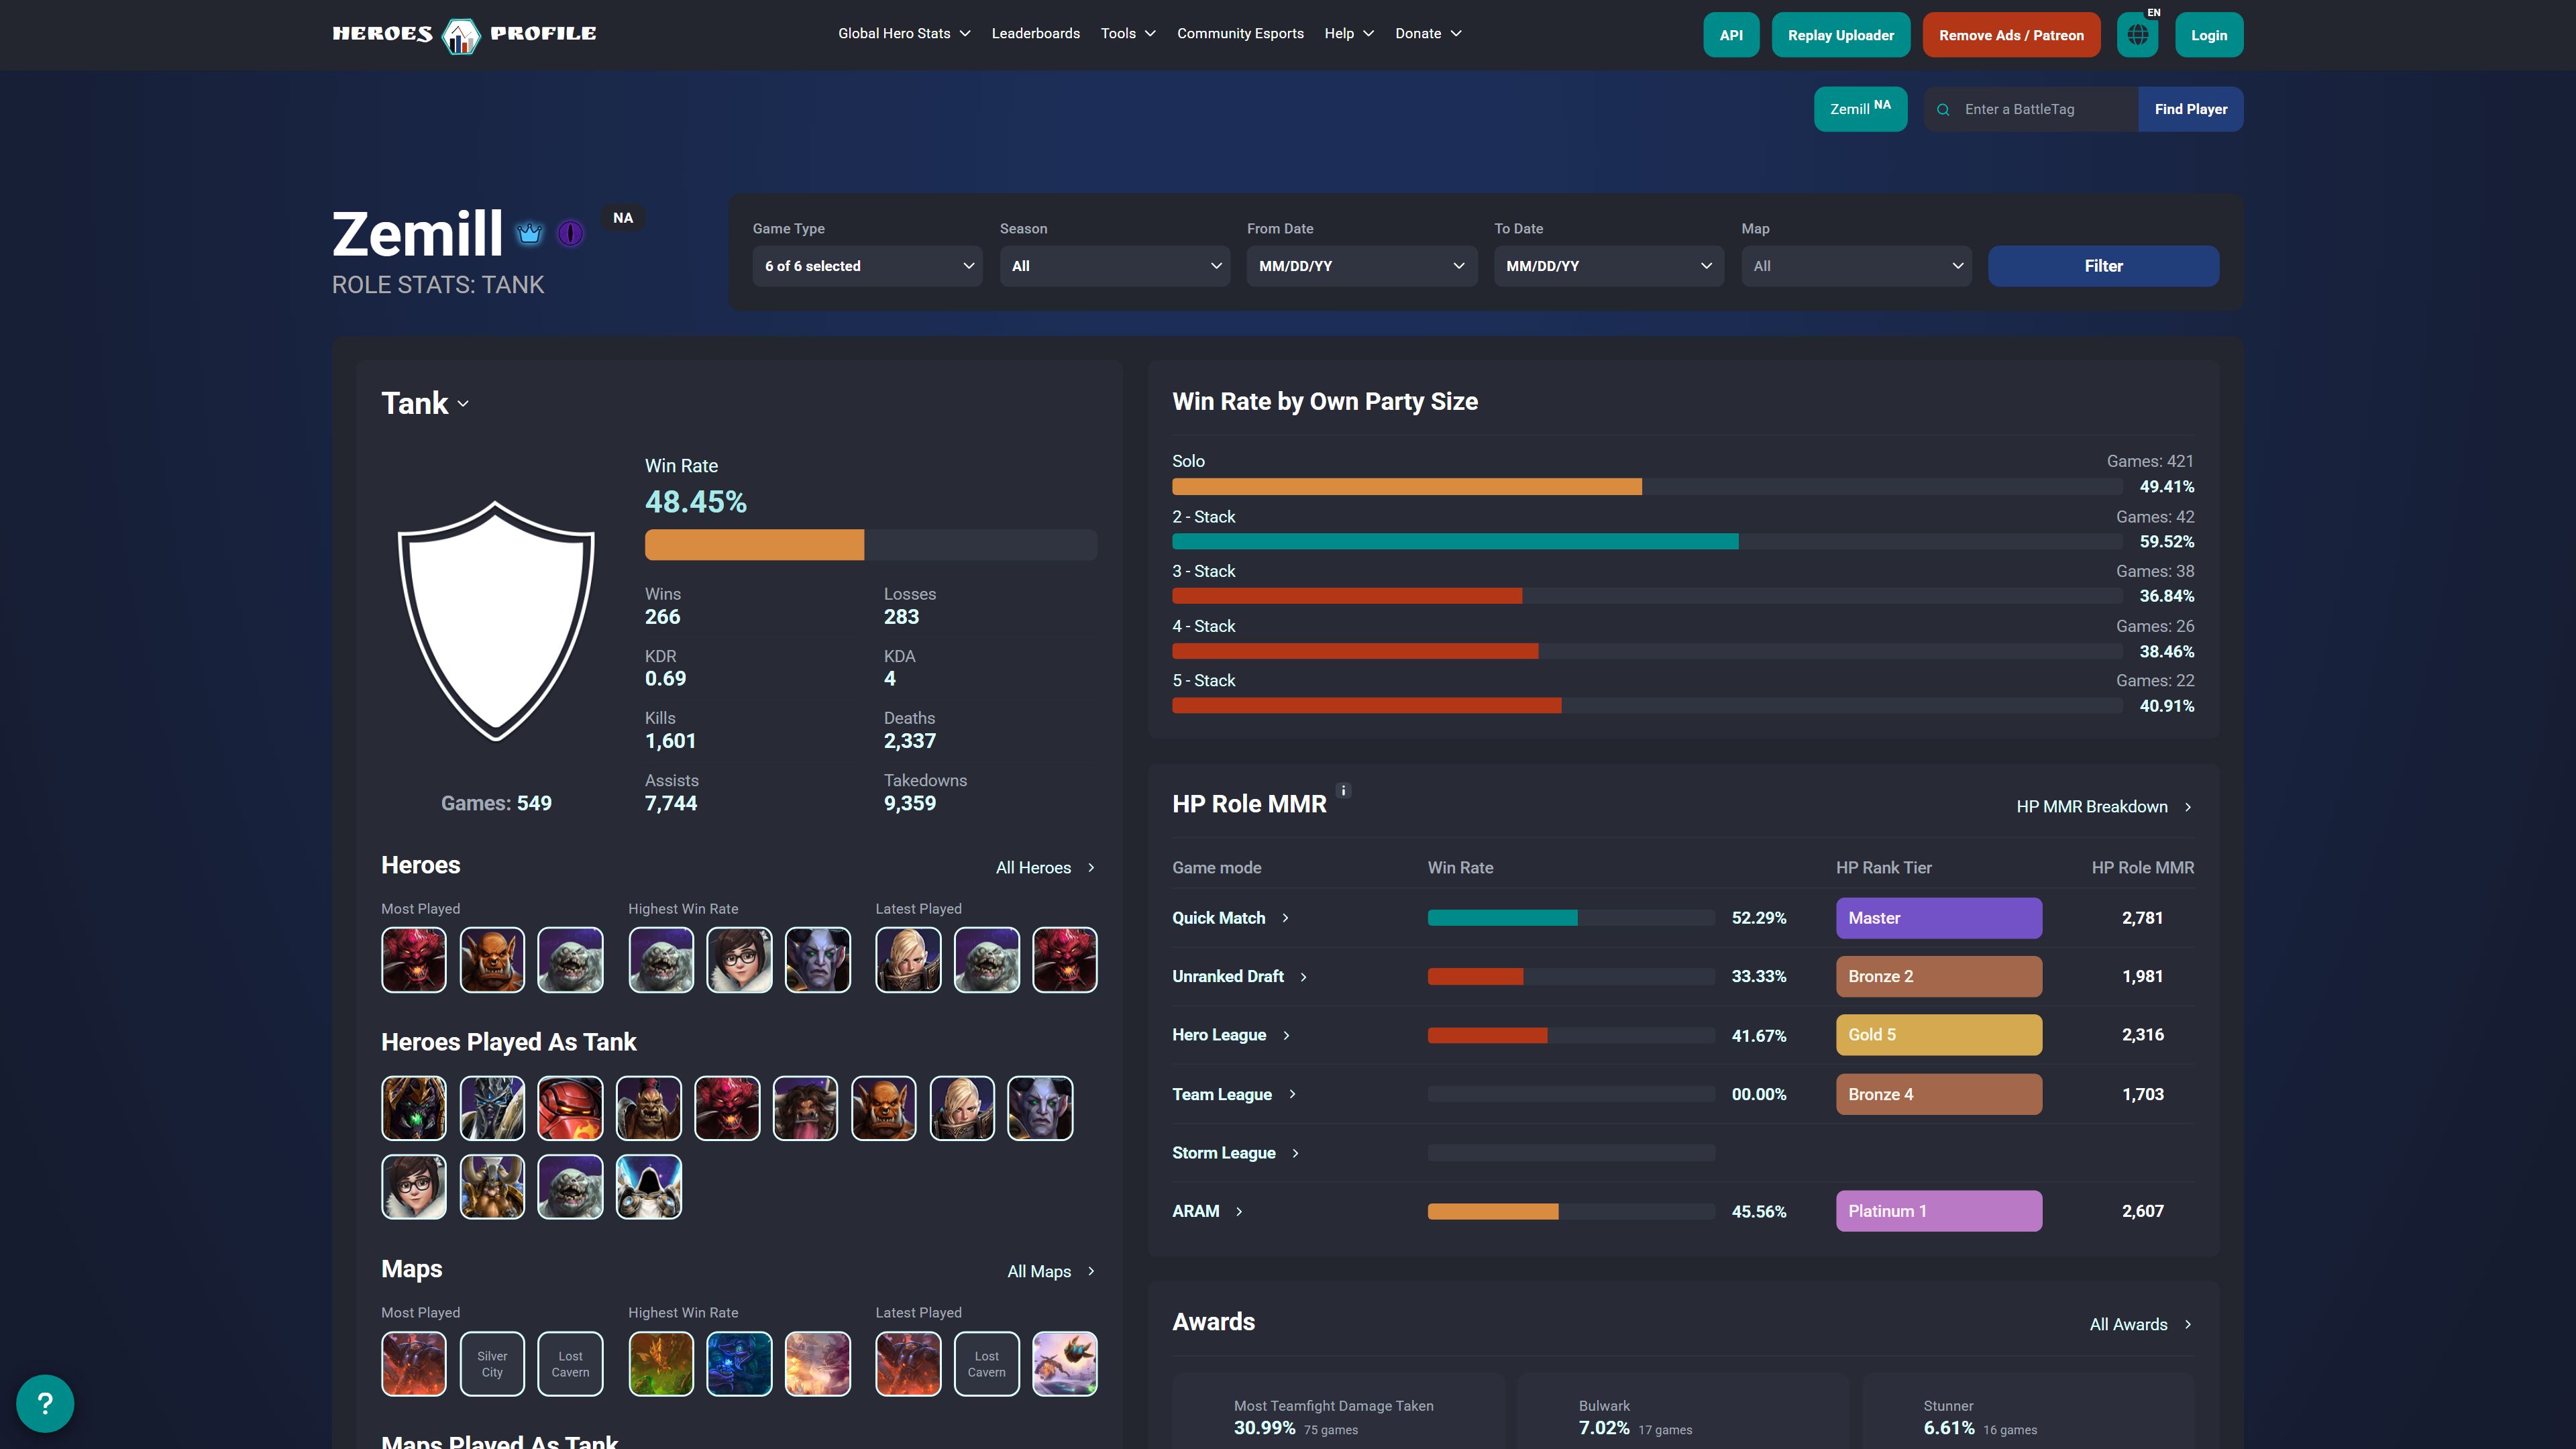 HEROES PROFILE
Global Hero Stats
Leaderboards
Tools
Community Esports
Help
Donate
API
Replay Uploader
Remove Ads / Patreon
EN
Login
Zemill NA
Enter a BattleTag
Find Player
Zemill
NA
ROLE STATS: TANK
Game Type
6 of 6 selected
Season
All
From Date
MM/DD/YY
To Date
MM/DD/YY
Map
All
Filter
Tank
Win Rate
48.45%
Wins
266
Losses
283
KDR
0.69
KDA
4
Kills
1,601
Deaths
2,337
Assists
7,744
Takedowns
9,359
Games: 549
Heroes
All Heroes
Most Played
Highest Win Rate
Latest Played
Heroes Played As Tank
Maps
All Maps
Most Played
Silver
City
Lost
Cavern
Highest Win Rate
Latest Played
Lost
Cavern
Maps Played As Tank
Win Rate by Own Party Size
Solo
Games: 421
49.41%
2 - Stack
Games: 42
59.52%
3 - Stack
Games: 38
36.84%
4 - Stack
Games: 26
38.46%
5 - Stack
Games: 22
40.91%
HP Role MMR
i
HP MMR Breakdown
Game mode
Win Rate
HP Rank Tier
HP Role MMR
Quick Match
52.29%
Master
2,781
Unranked Draft
33.33%
Bronze 2
1,981
Hero League
41.67%
Gold 5
2,316
Team League
00.00%
Bronze 4
1,703
Storm League
ARAM
45.56%
Platinum 1
2,607
Awards
All Awards
Most Teamfight Damage Taken
30.99% 75 games
Bulwark
7.02% 17 games
Stunner
6.61% 16 games
?